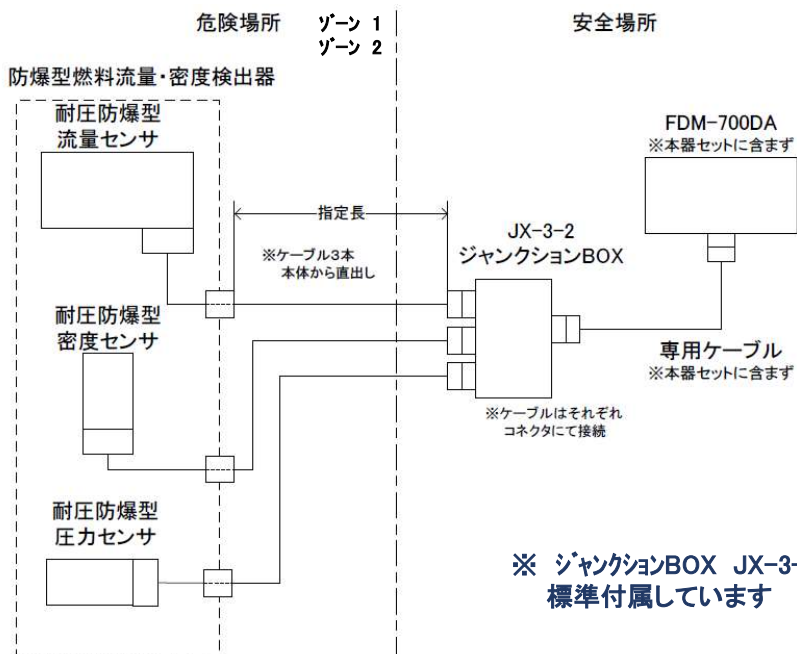 危険場所
ゾーン 1
ゾーン 2
安全場所
防爆型燃料流量・密度検出器
耐圧防爆型
流量センサ
FDM-700DA
※本器セットに含まず
指定長
※ケーブル3本
本体から直出し
JX-3-2
ジャンクションBOX
耐圧防爆型
密度センサ
専用ケーブル
※本器セットに含まず
※ケーブルはそれぞれ
コネクタにて接続
耐圧防爆型
圧力センサ
※ ジャンクションBOX JX-3-
標準付属しています